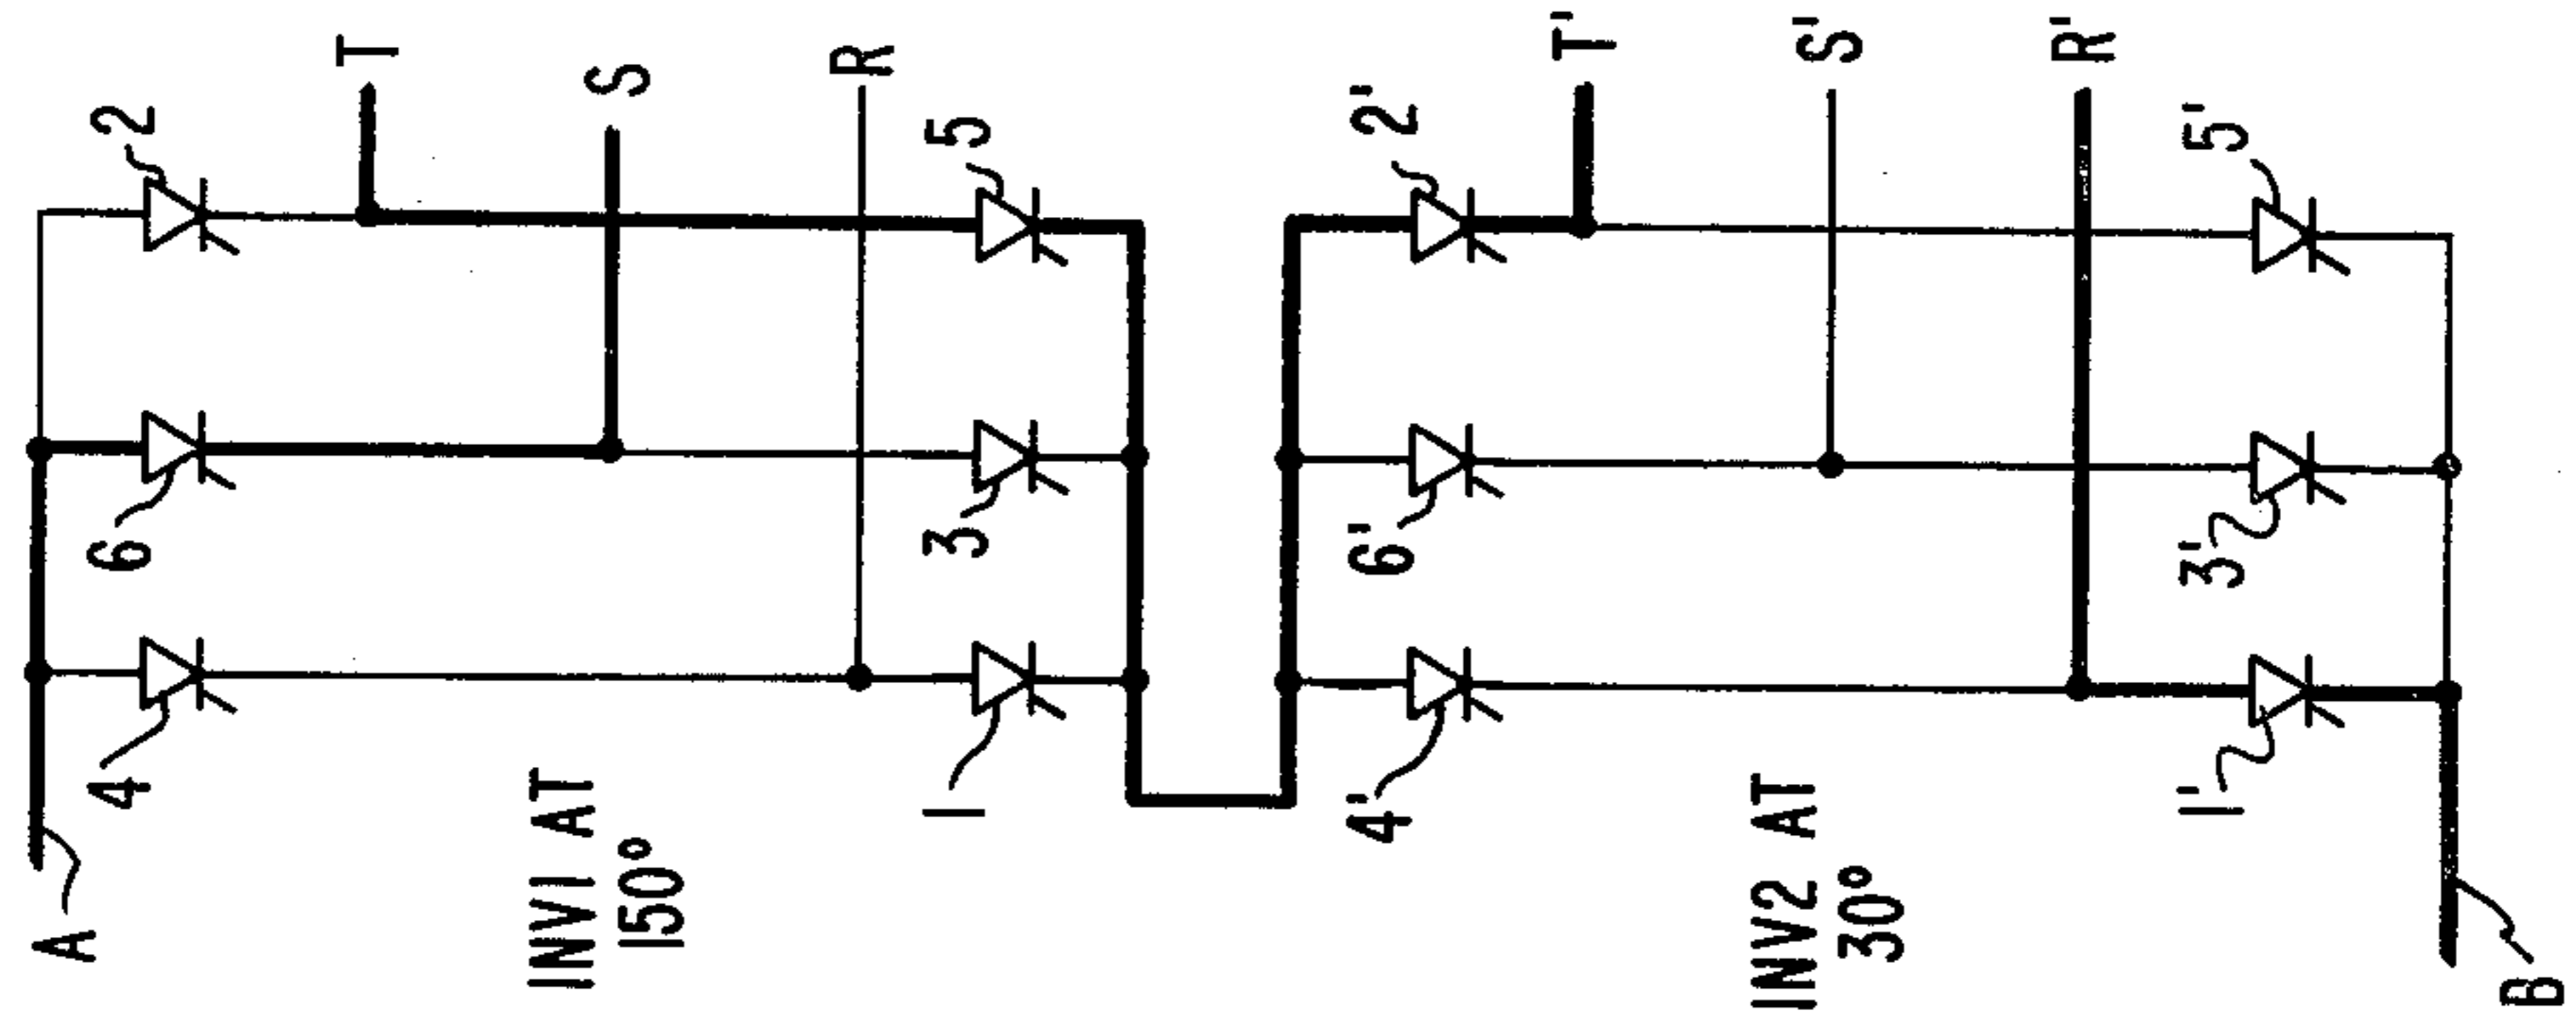 A
4 6 2
T
INV1 AT
150°
S
R
1 3 5
4' 6' 2'
T'
INV2 AT
30°
S'
R'
1' 3' 5'
B